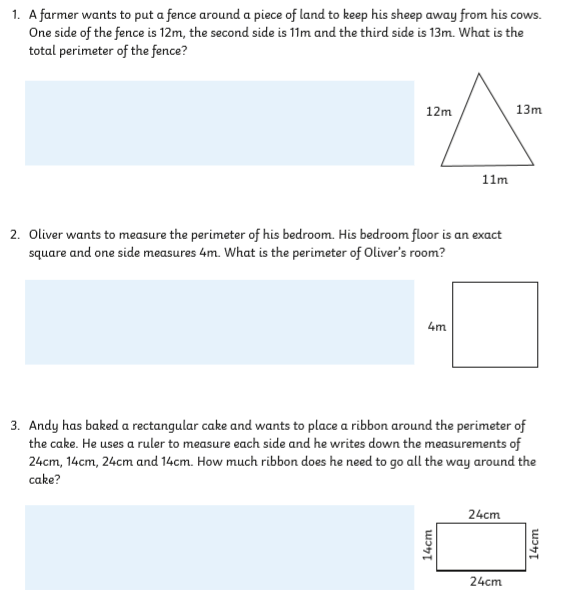 1. A farmer wants to put a fence around a piece of land to keep his sheep away from his cows.
One side of the fence is 12m, the second side is 11m and the third side is 13m. What is the
total perimeter of the fence?
12m
13m
11m
2. Oliver wants to measure the perimeter of his bedroom. His bedroom floor is an exact
square and one side measures 4m. What is the perimeter of Oliver's room?
4m
3. Andy has baked a rectangular cake and wants to place a ribbon around the perimeter of
the cake. He uses a ruler to measure each side and he writes down the measurements of
24cm, 14cm, 24cm and 14cm. How much ribbon does he need to go all the way around the
cake?
24cm
14cm
14cm
24cm